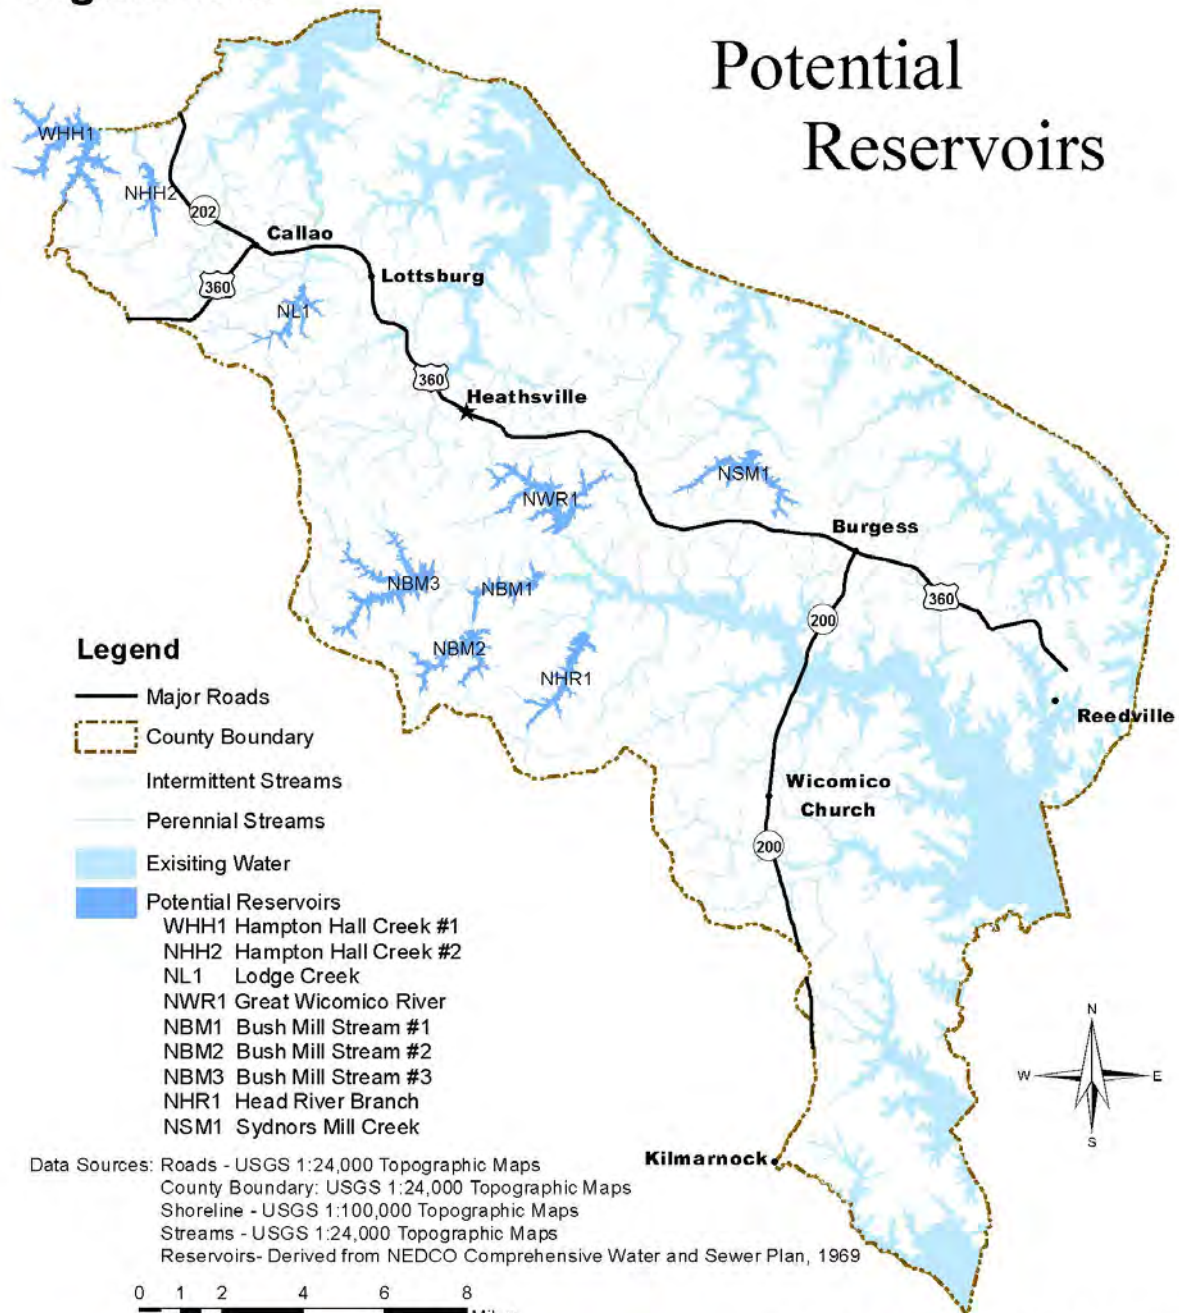 Potential
Reservoirs
WHH1
NHH2
202
Callao
360
Lottsburg
NL1
360
Heathsville
NSM1
NWR1
Burgess
NBM3
NBM1
360
200
NBM2
NHR1
Reedville
Wicomico
Church
200
Kilmarnock
Legend
Major Roads
County Boundary
Intermittent Streams
Perennial Streams
Exisiting Water
Potential Reservoirs
WHH1 Hampton Hall Creek #1
NHH2 Hampton Hall Creek #2
NL1 Lodge Creek
NWR1 Great Wicomico River
NBM1 Bush Mill Stream #1
NBM2 Bush Mill Stream #2
NBM3 Bush Mill Stream #3
NHR1 Head River Branch
NSM1 Sydnors Mill Creek
N
W E
S
Data Sources: Roads - USGS 1:24,000 Topographic Maps
County Boundary: USGS 1:24,000 Topographic Maps
Shoreline - USGS 1:100,000 Topographic Maps
Streams - USGS 1:24,000 Topographic Maps
Reservoirs- Derived from NEDCO Comprehensive Water and Sewer Plan, 1969
0 1 2 4 6 8